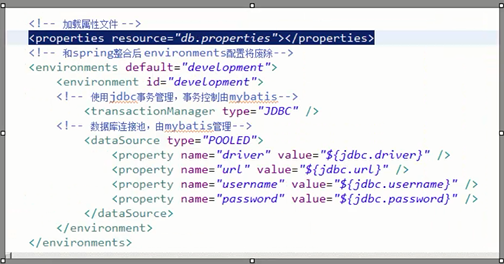 <!-- 加载属性文件 -->
<properties resource="db.properties"></properties>
<!-- 和spring整合后 environments配置将废除-->
<environments default="development">
<environment id="development">
<!-- 使用jdbc事务管理，事务控制由mybatis-->
<transactionManager type="JDBC" />
<!-- 数据库连接池，由mybatis管理-->
<dataSource type="POOLED">
<property name="driver" value="${jdbc.driver}" />
<property name="url" value="${jdbc.url}" />
<property name="username" value="${jdbc.username}" />
<property name="password" value="${jdbc.password}" />
</dataSource>
</environment>
</environments>